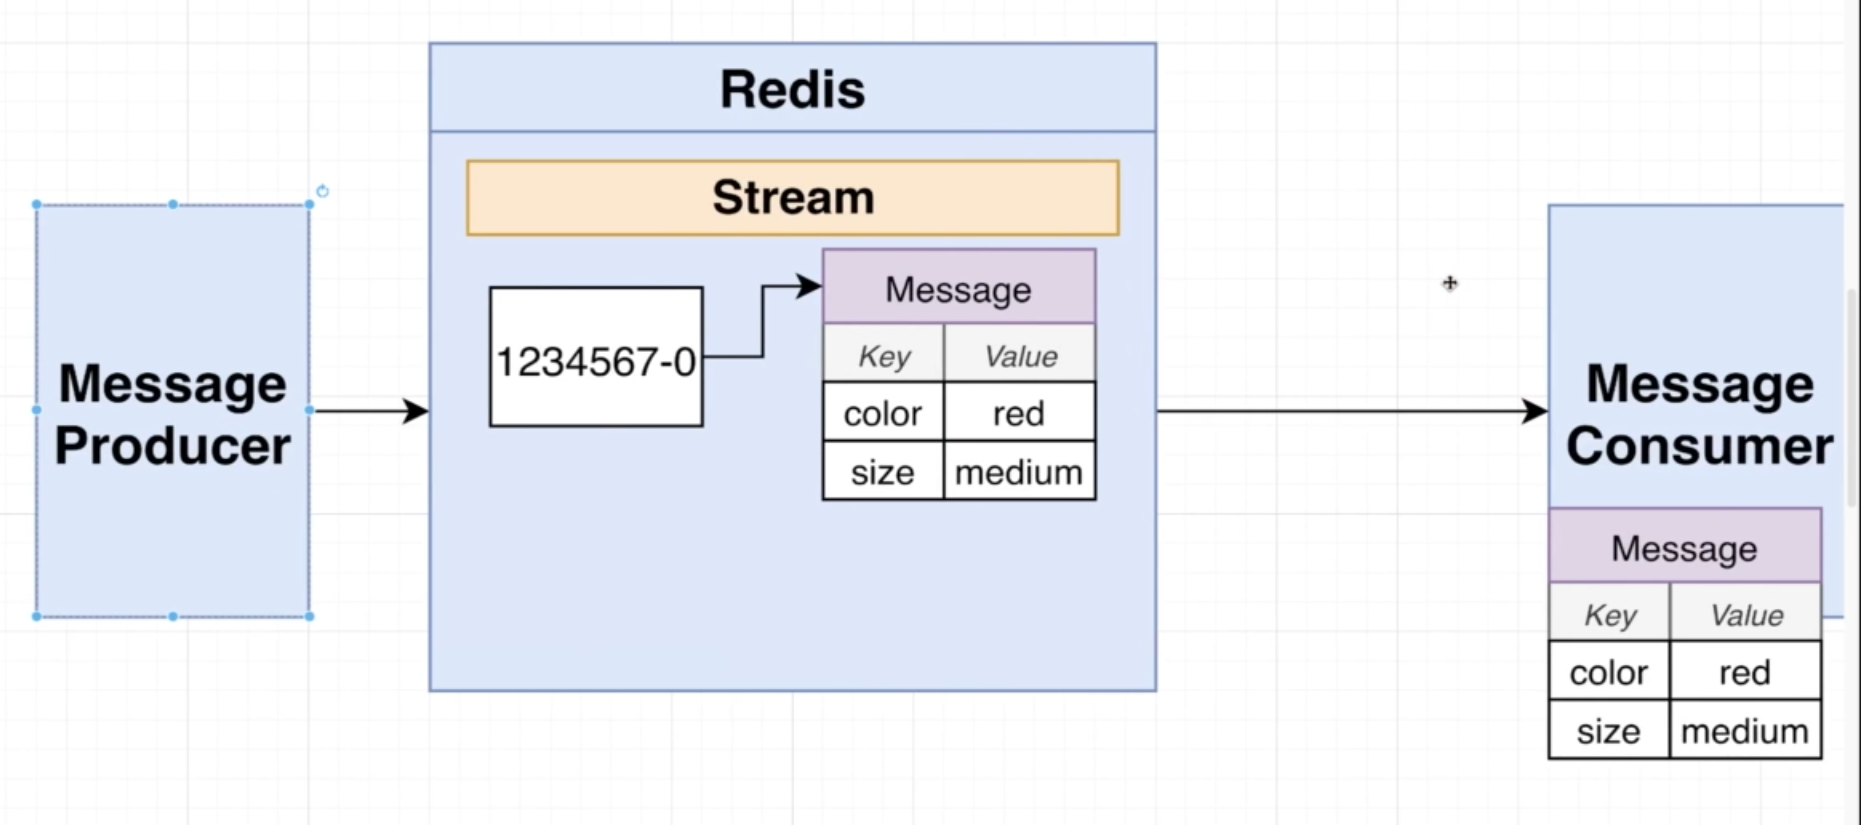 Redis
Stream
Message
Producer
1234567-0
Message
Key Value
color red
size medium
Message
Consumer
Message
Key Value
color red
size medium